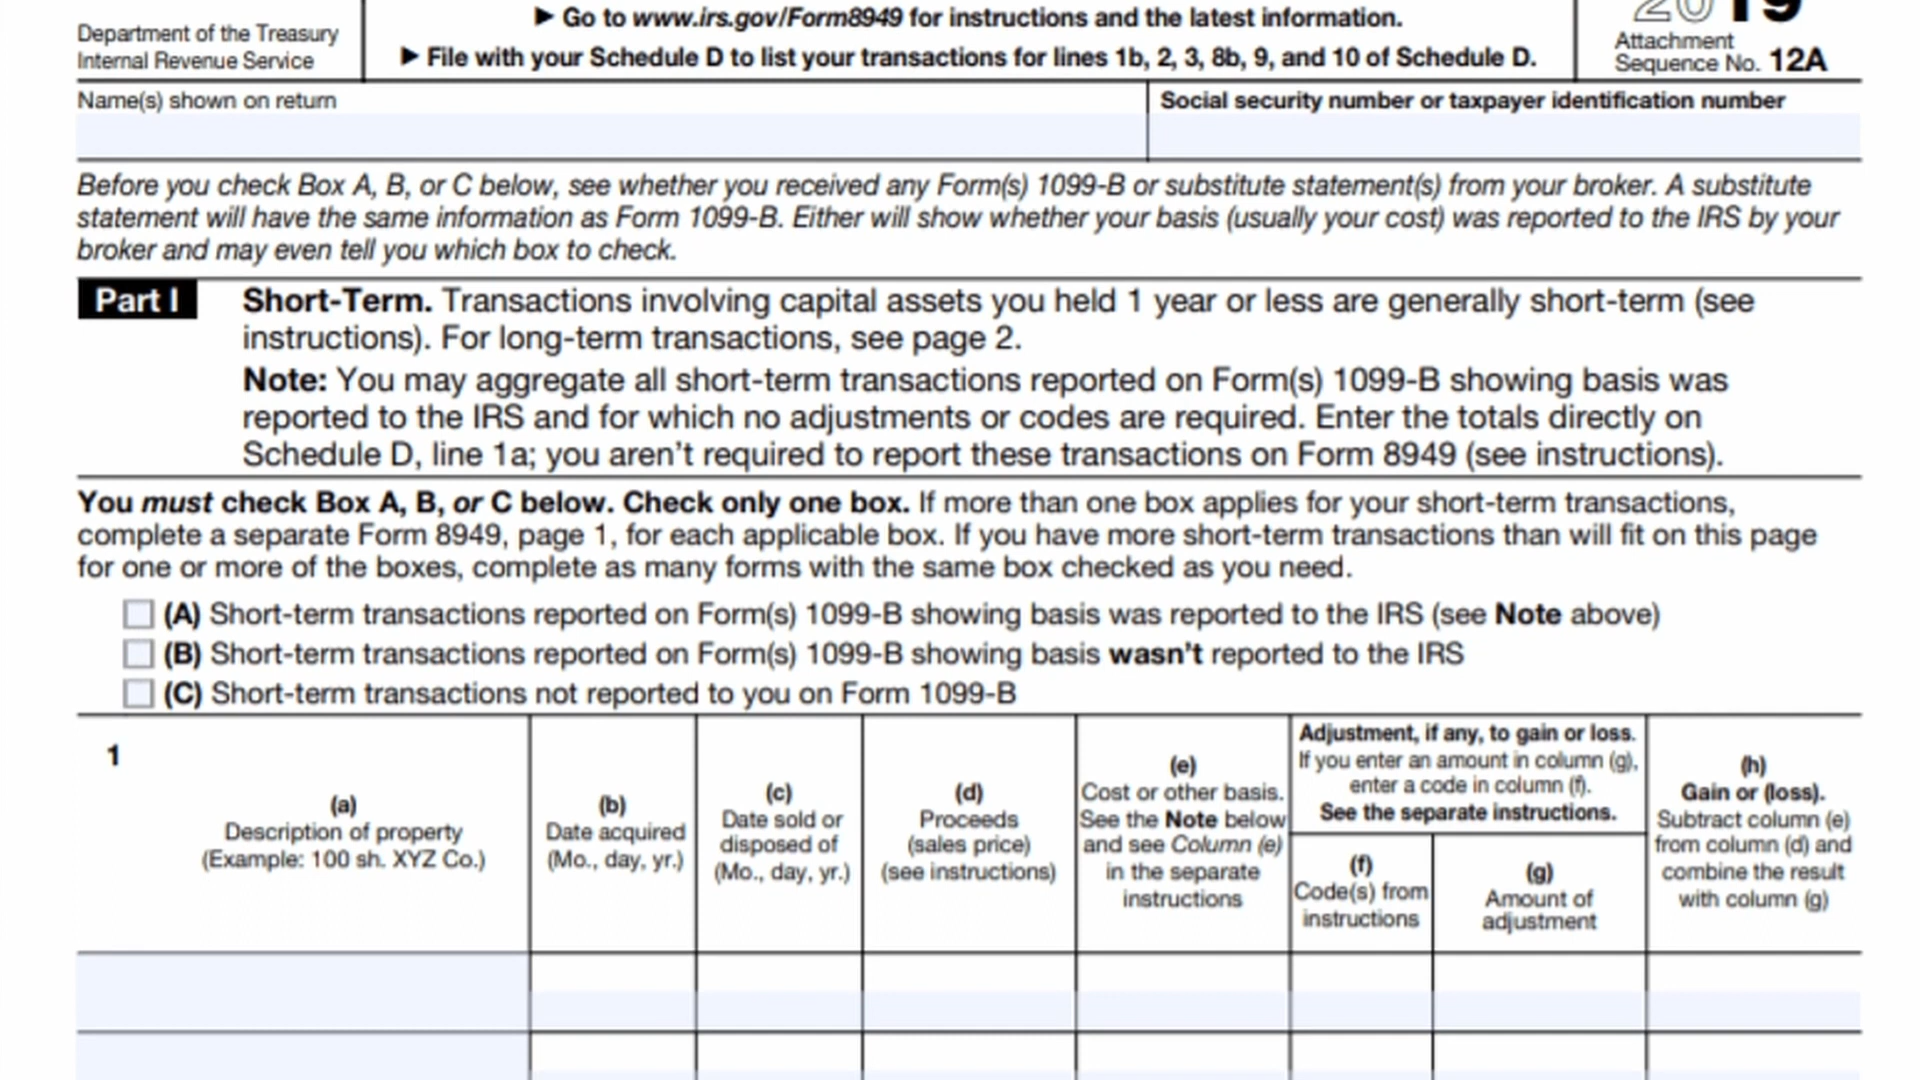 Department of the Treasury
Internal Revenue Service
▶ Go to www.irs.gov/Form8949 for instructions and the latest information.
▶ File with your Schedule D to list your transactions for lines 1b, 2, 3, 8b, 9, and 10 of Schedule D.
2019
Attachment
Sequence No. 12A
Name(s) shown on return
Social security number or taxpayer identification number
Before you check Box A, B, or C below, see whether you received any Form(s) 1099-B or substitute statement(s) from your broker. A substitute
statement will have the same information as Form 1099-B. Either will show whether your basis (usually your cost) was reported to the IRS by your
broker and may even tell you which box to check.
Part I
Short-Term. Transactions involving capital assets you held 1 year or less are generally short-term (see
instructions). For long-term transactions, see page 2.
Note: You may aggregate all short-term transactions reported on Form(s) 1099-B showing basis was
reported to the IRS and for which no adjustments or codes are required. Enter the totals directly on
Schedule D, line 1a; you aren't required to report these transactions on Form 8949 (see instructions).
You must check Box A, B, or C below. Check only one box. If more than one box applies for your short-term transactions,
complete a separate Form 8949, page 1, for each applicable box. If you have more short-term transactions than will fit on this page
for one or more of the boxes, complete as many forms with the same box checked as you need.
(A) Short-term transactions reported on Form(s) 1099-B showing basis was reported to the IRS (see Note above)
(B) Short-term transactions reported on Form(s) 1099-B showing basis wasn't reported to the IRS
(C) Short-term transactions not reported to you on Form 1099-B
1
(a)
Description of property
(Example: 100 sh. XYZ Co.)
(b)
Date acquired
(Mo., day, yr.)
(c)
Date sold or
disposed of
(Mo., day, yr.)
(d)
Proceeds
(sales price)
(see instructions)
(e)
Cost or other basis.
See the Note below
and see Column (e)
in the separate
instructions
Adjustment, if any, to gain or loss.
If you enter an amount in column (g),
enter a code in column (f).
See the separate instructions.
(f)
Code(s) from
instructions
(g)
Amount of
adjustment
(h)
Gain or (loss).
Subtract column (e)
from column (d) and
combine the result
with column (g)